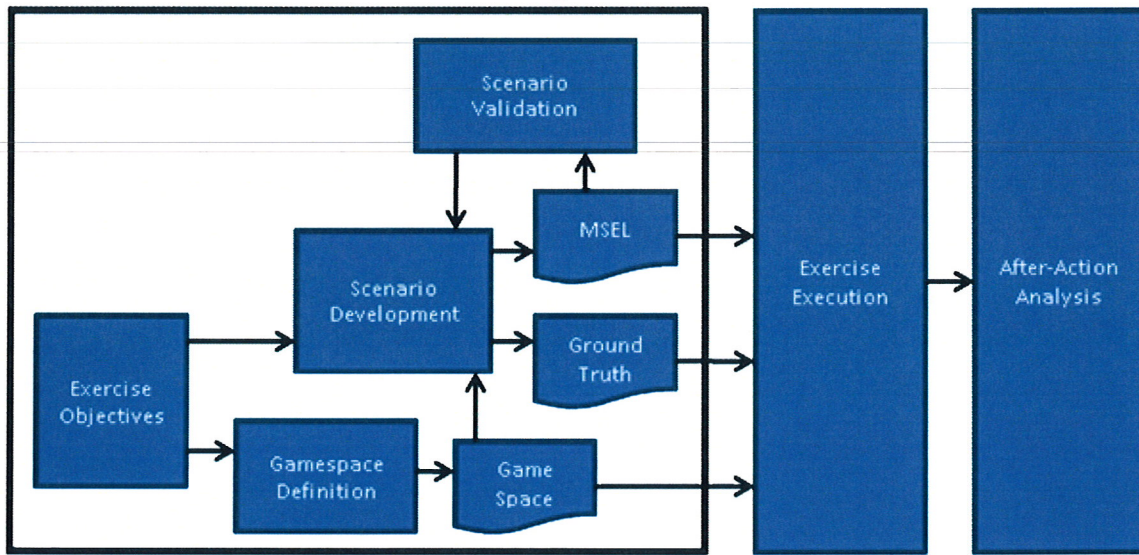 Scenario
Validation
MSEL
Scenario
Development
Ground
Truth
Exercise
Objectives
Gamespace
Definition
Game
Space
Exercise
Execution
After-Action
Analysis